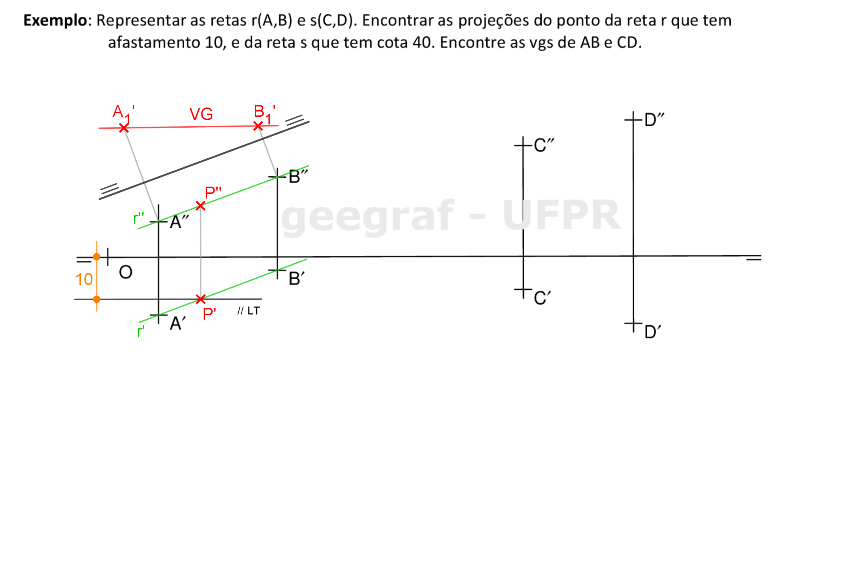 Exemplo: Representar as retas r(A,B) e s(C,D). Encontrar as projeções do ponto da reta r que tem
afastamento 10, e da reta s que tem cota 40. Encontre as vgs de AB e CD.
A₁' VG B₁'
D″
C″
B″
P"
r" A″
geegraf - UFPR
O
10
B′
C′
P' // LT
A′
r'
D′